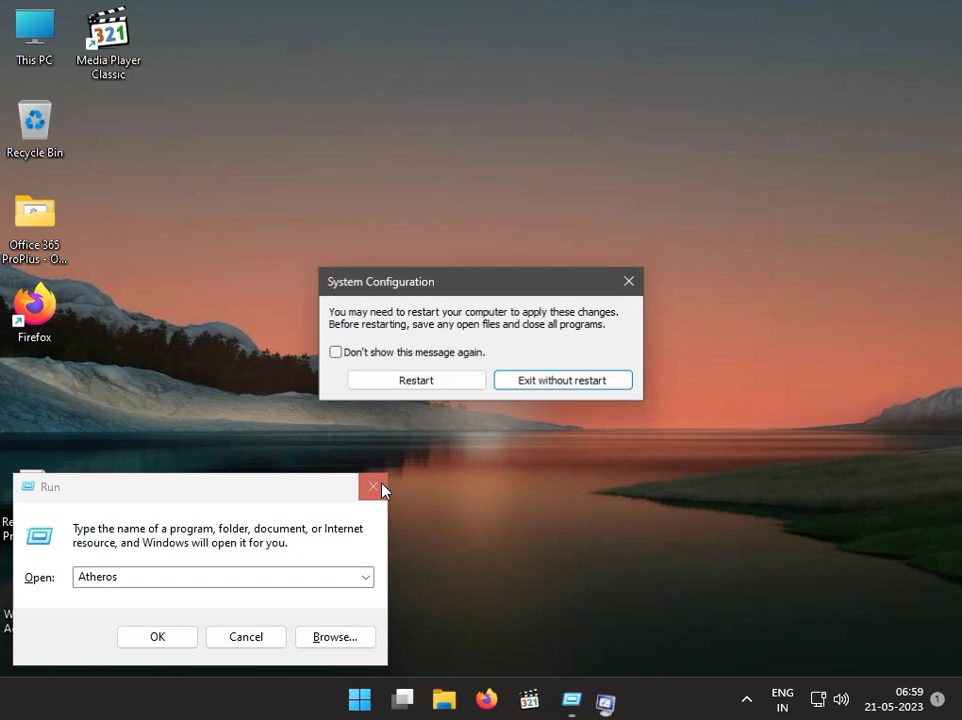 This PC
Media Player
Classic
321
Recycle Bin
Office 365
ProPlus - O...
Firefox
System Configuration
You may need to restart your computer to apply these changes.
Before restarting, save any open files and close all programs.
Don't show this message again.
Restart
Exit without restart
Run
Type the name of a program, folder, document, or Internet
resource, and Windows will open it for you.
Open:
Atheros
OK
Cancel
Browse...
321
ENG
IN
06:59
21-05-2023
1